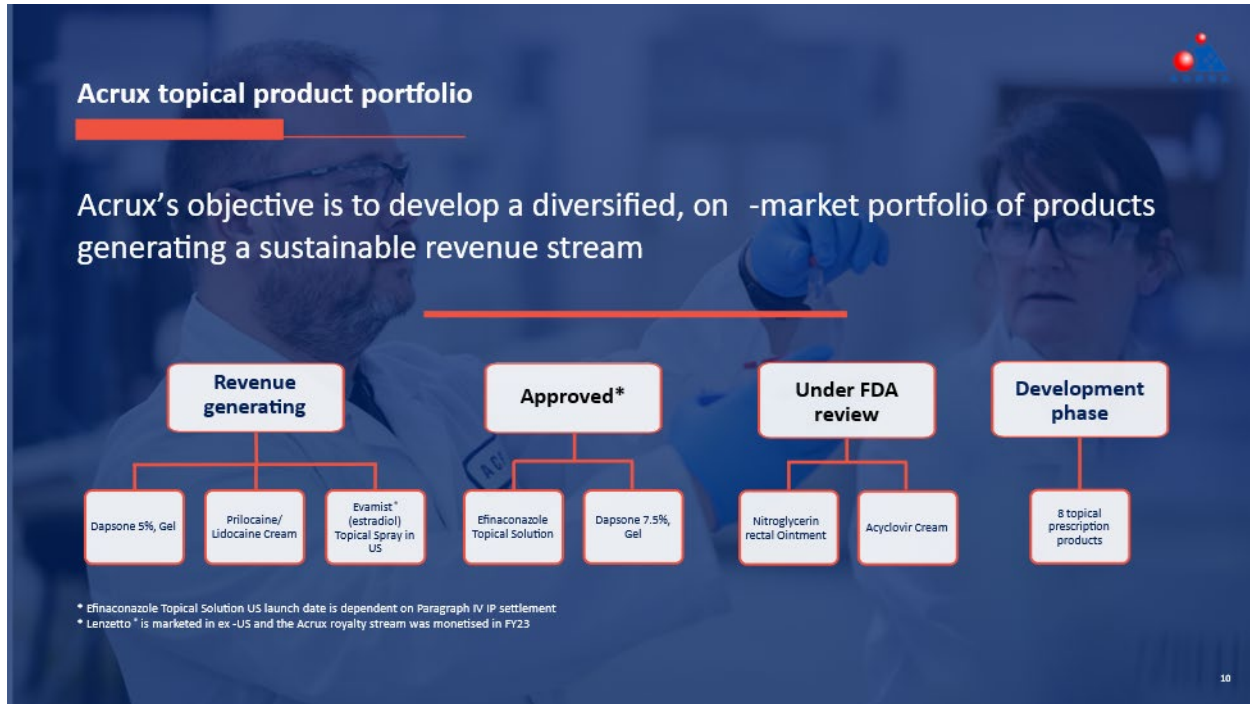 Acrux topical product portfolio
Acrux's objective is to develop a diversified, on -market portfolio of products
generating a sustainable revenue stream
Revenue
generating
Approved*
Under FDA
review
Development
phase
Dapsone 5%, Gel
Prilocaine/
Lidocaine Cream
Evamist®
(estradiol)
Topical Spray in
US
Efinaconazole
Topical Solution
Dapsone 7.5%,
Gel
Nitroglycerin
rectal Ointment
Acyclovir Cream
8 topical
prescription
products
* Efinaconazole Topical Solution US launch date is dependent on Paragraph IV IP settlement
* Lenzetto® is marketed in ex -US and the Acrux royalty stream was monetised in FY23
10